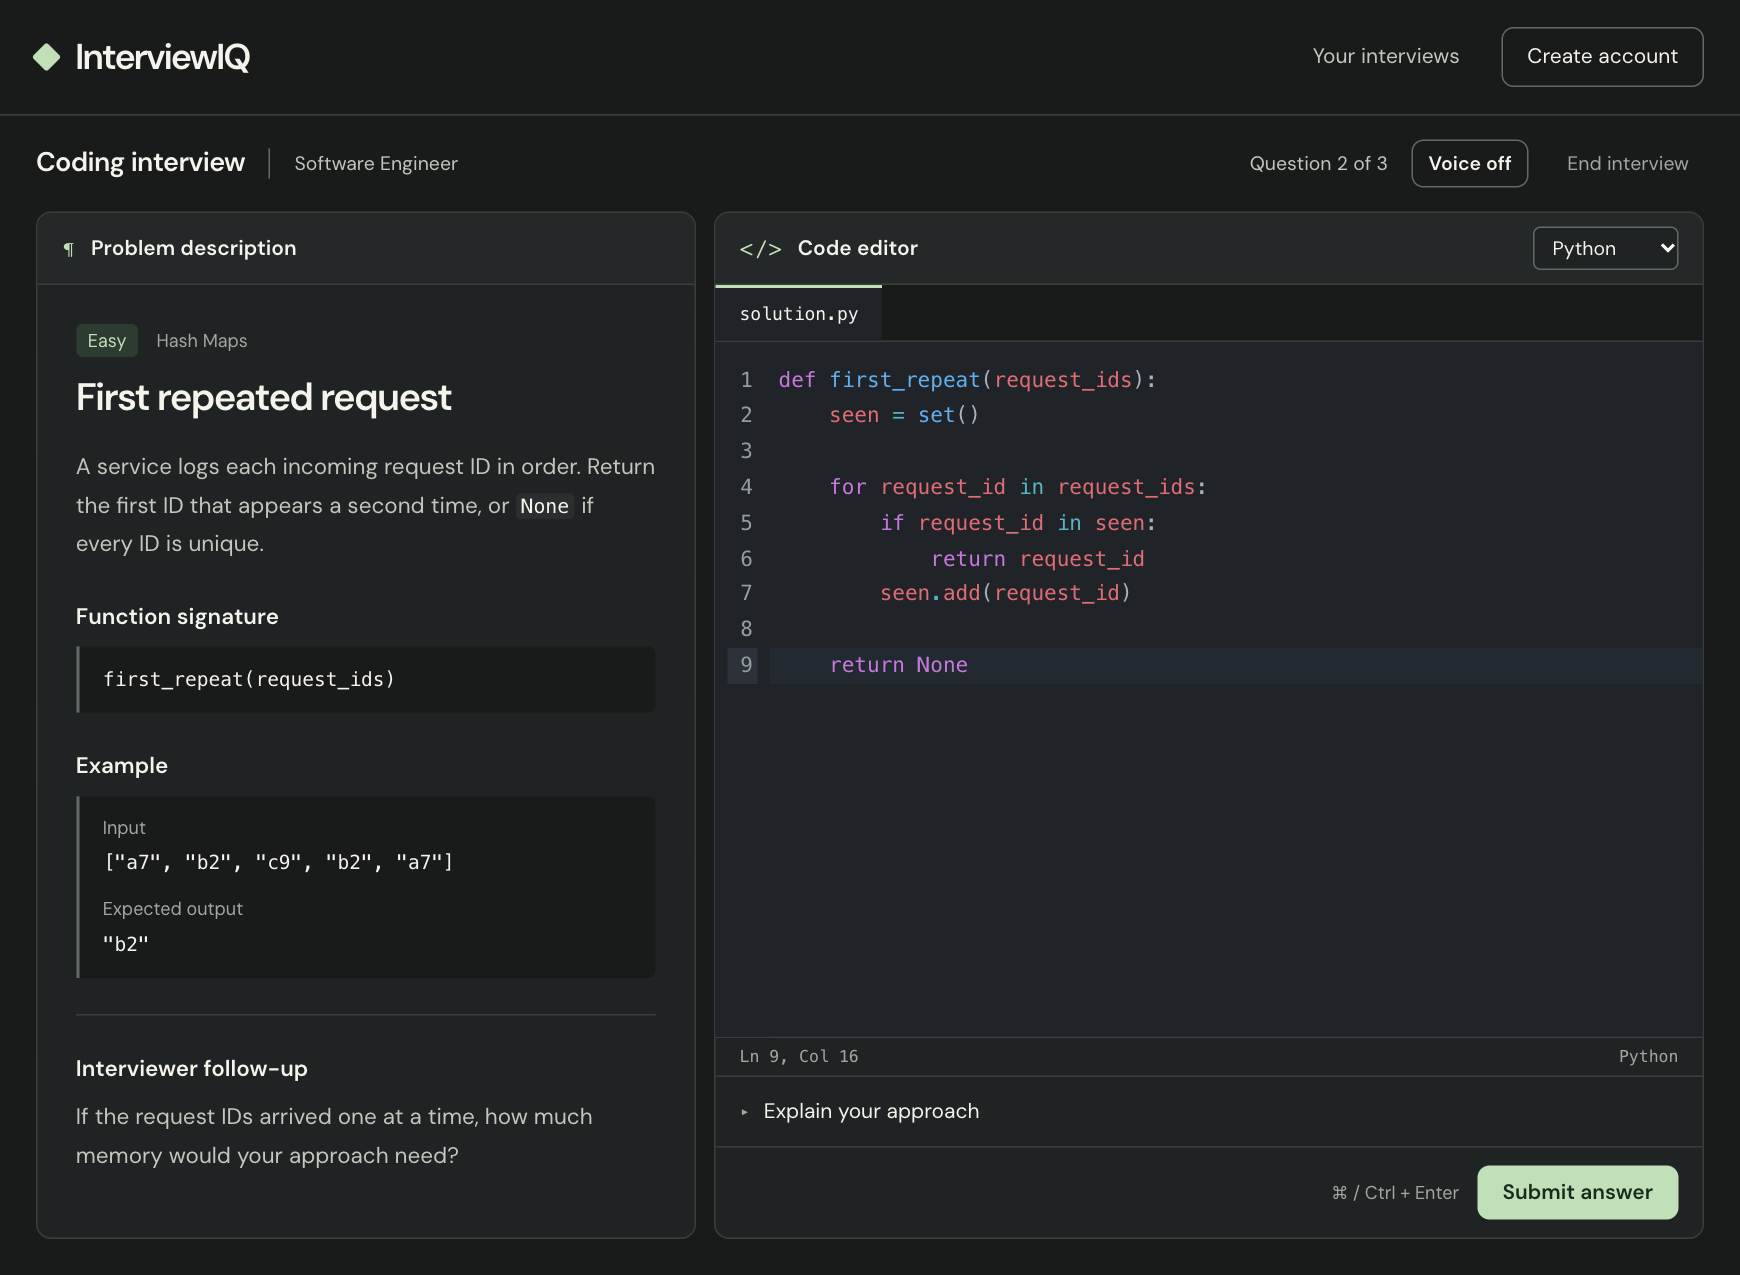 InterviewIQ
Your interviews
Create account
Coding interview
Software Engineer
Question 2 of 3
Voice off
End interview
¶ Problem description
Easy
Hash Maps
First repeated request
A service logs each incoming request ID in order. Return
the first ID that appears a second time, or None if
every ID is unique.
Function signature
first_repeat(request_ids)
Example
Input
["a7", "b2", "c9", "b2", "a7"]
Expected output
"b2"
Interviewer follow-up
If the request IDs arrived one at a time, how much
memory would your approach need?
</> Code editor
Python
solution.py
1 def first_repeat(request_ids):
2     seen = set()
3
4     for request_id in request_ids:
5         if request_id in seen:
6             return request_id
7         seen.add(request_id)
8
9     return None
Ln 9, Col 16
Python
▸ Explain your approach
⌘ / Ctrl + Enter
Submit answer